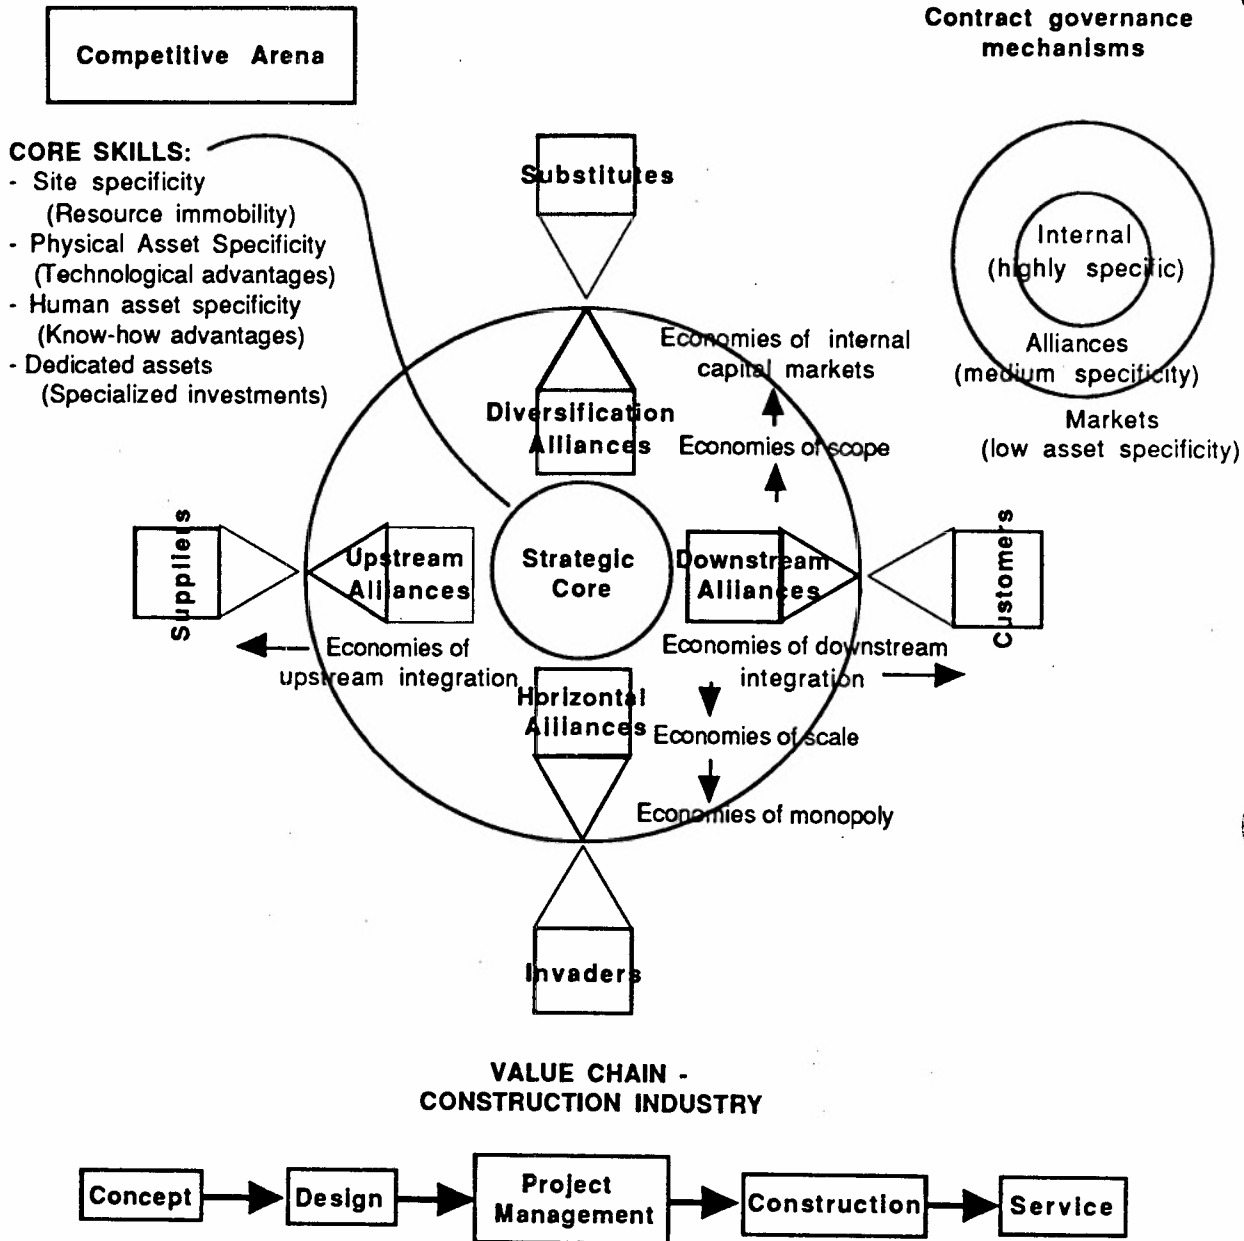 Competitive Arena
Contract governance
mechanisms
CORE SKILLS:
- Site specificity
(Resource immobility)
- Physical Asset Specificity
(Technological advantages)
- Human asset specificity
(Know-how advantages)
- Dedicated assets
(Specialized investments)
Substitutes
Internal
(highly specific)
Alliances
(medium specificity)
Markets
(low asset specificity)
Economies of internal
capital markets
Diversification
Alliances
Economies of scope
Suppliers
Upstream
Alliances
Strategic
Core
Downstream
Alliances
Customers
Economies of
upstream integration
Economies of downstream
integration
Horizontal
Alliances
Economies of scale
Economies of monopoly
Invaders
VALUE CHAIN -
CONSTRUCTION INDUSTRY
Concept
Design
Project
Management
Construction
Service